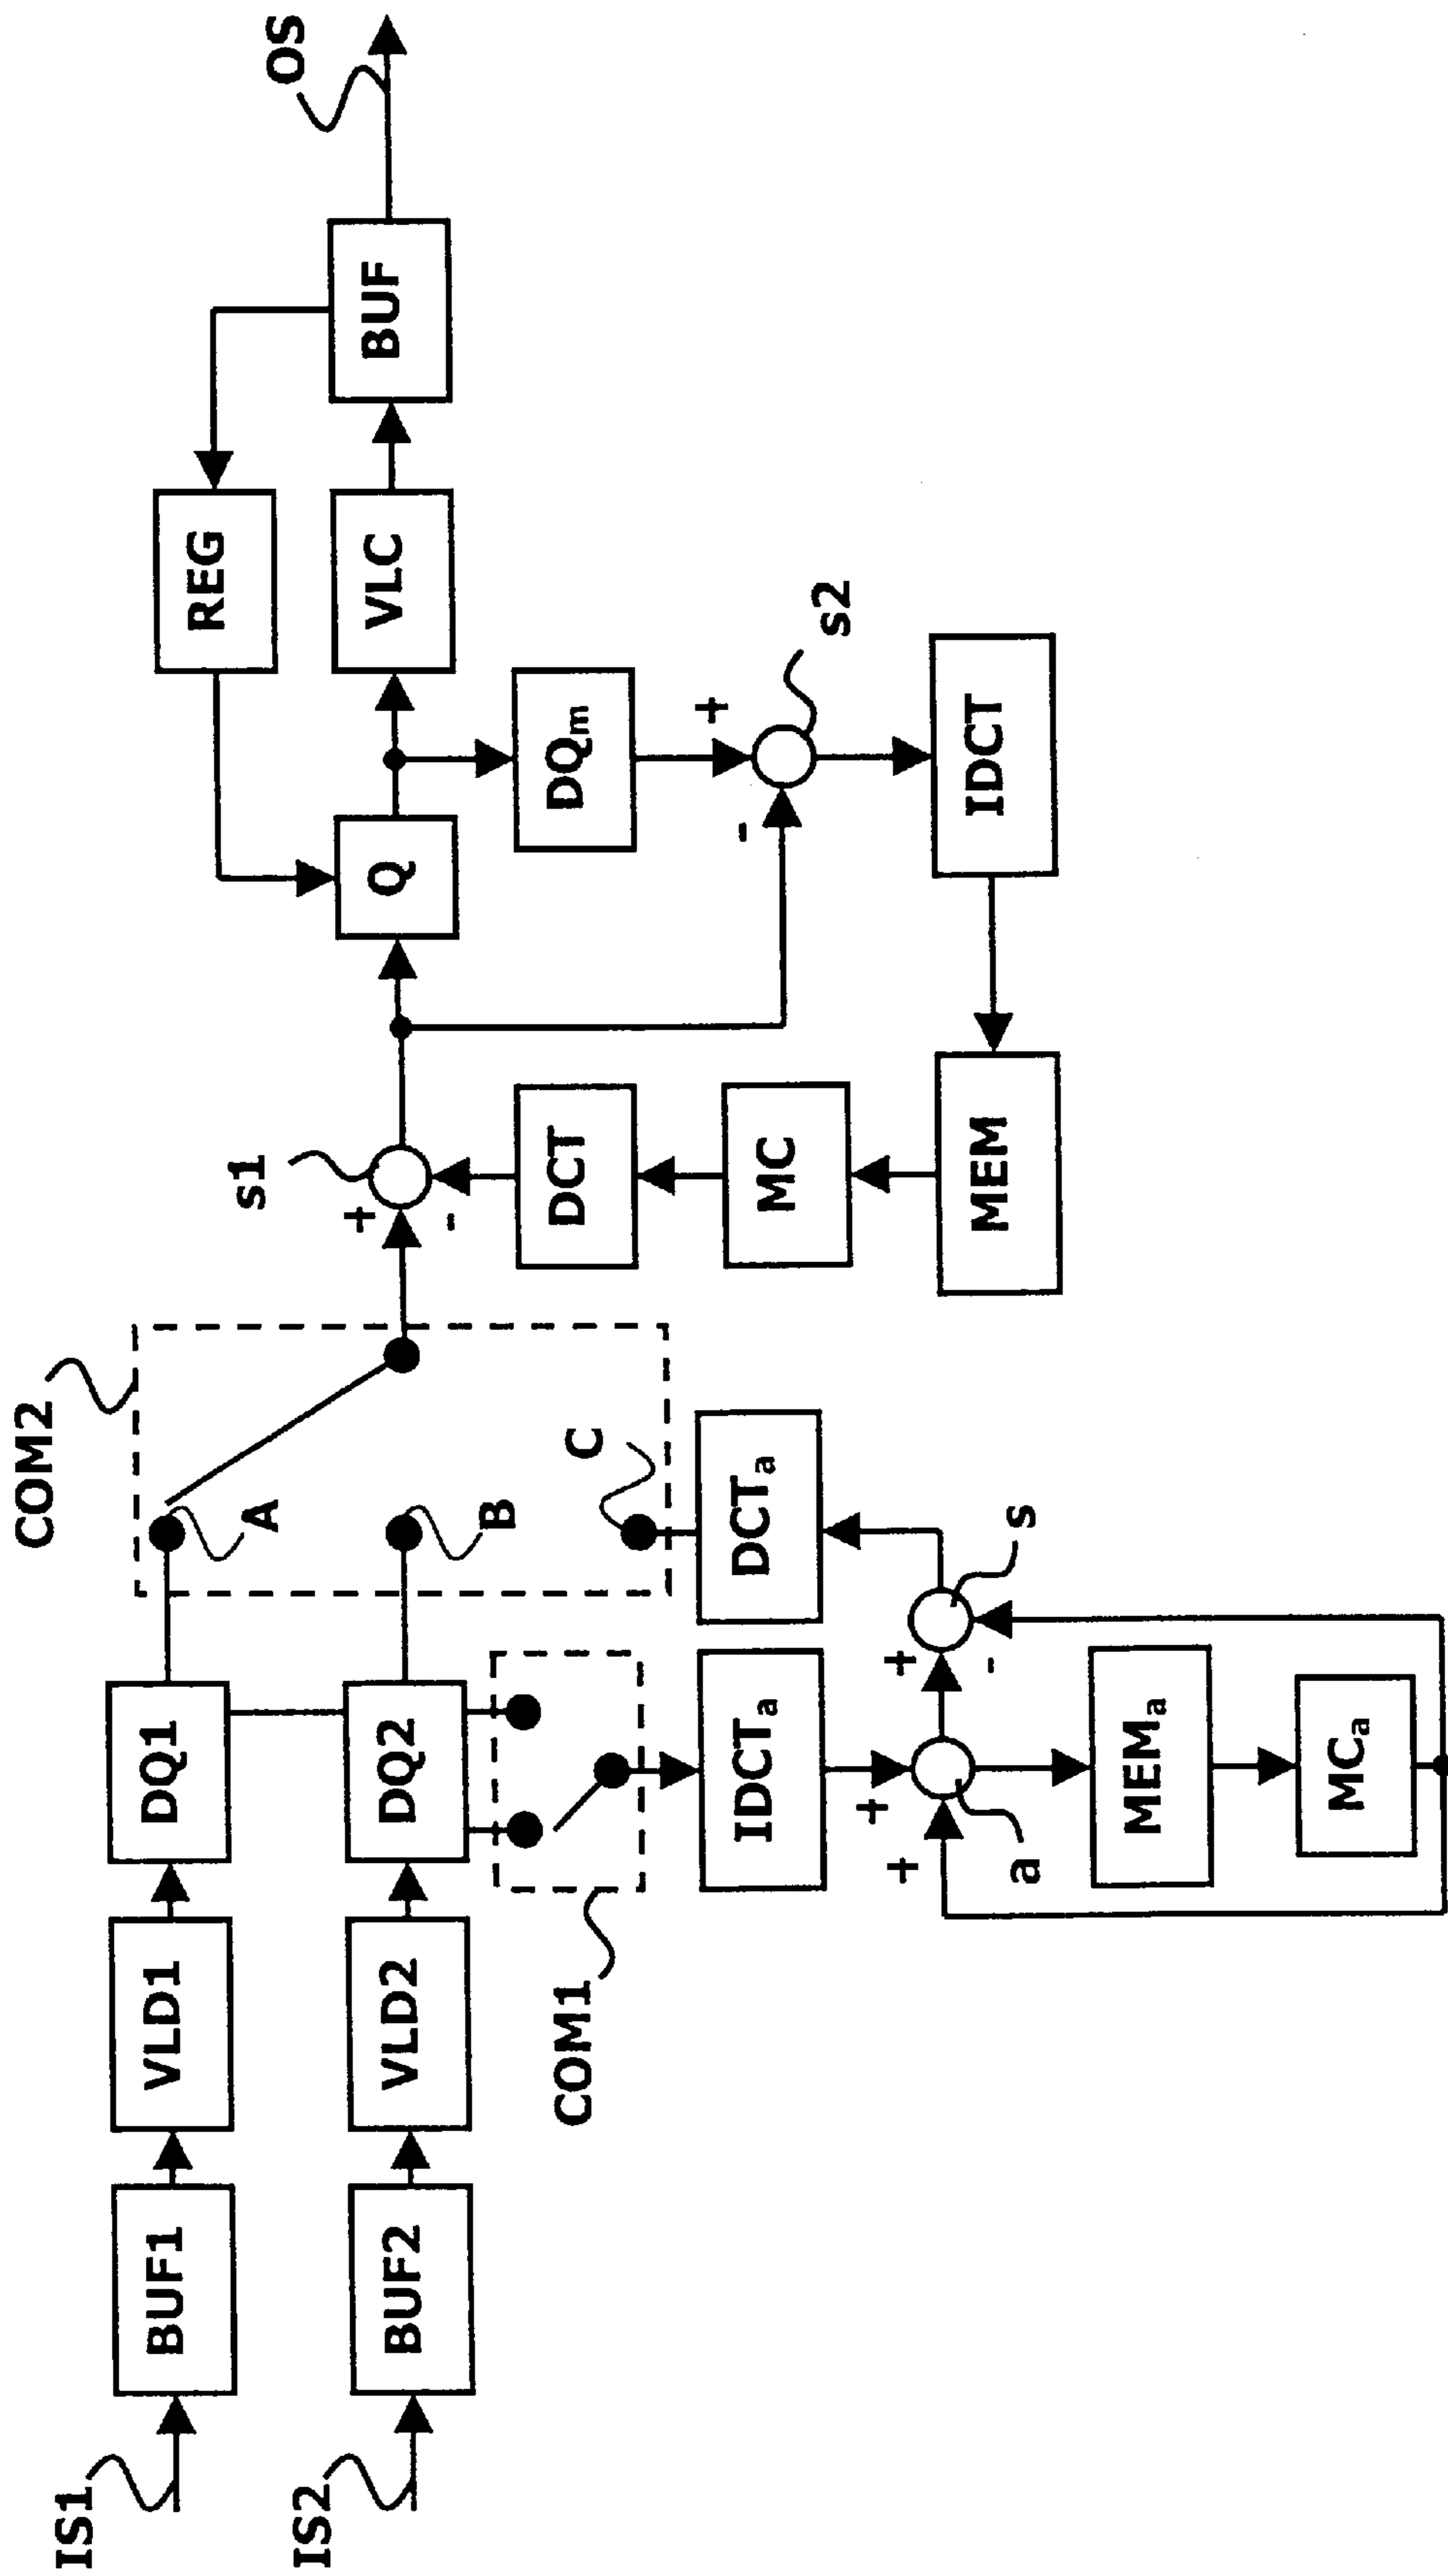 IS1
BUF1
VLD1
DQ1
COM2
A
s1
+
-
REG
Q
VLC
BUF
OS
IS2
BUF2
VLD2
DQ2
B
C
COM1
IDCTa
DCTa
DCT
MC
MEM
DQm
+
-
s2
IDCT
+
+
a
+
-
s
MEMa
MCa